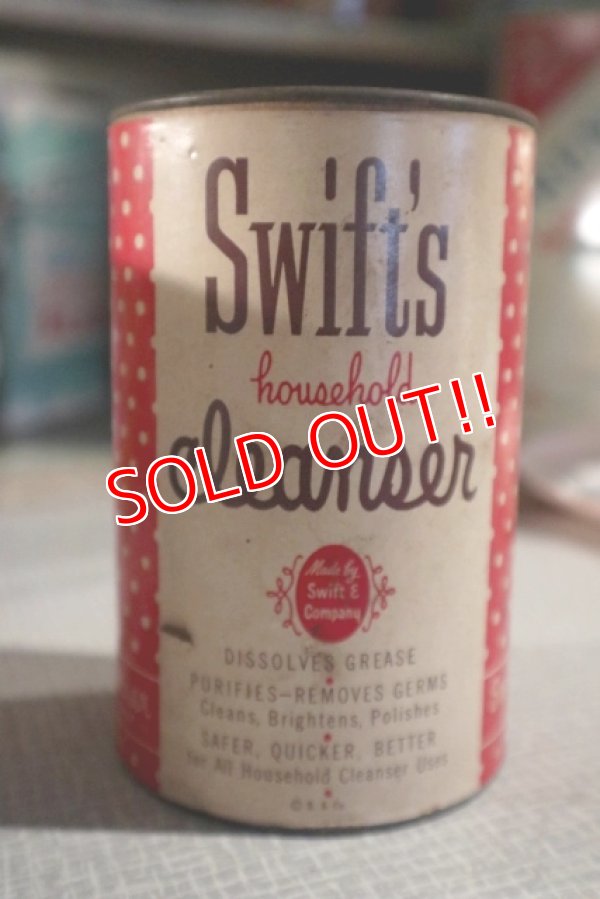 Swift's
household
cleanser
SOLD OUT!!
Made by
Swift &
Company
DISSOLVES GREASE
PURIFIES–REMOVES GERMS
Cleans, Brightens, Polishes
SAFER, QUICKER, BETTER
For All Household Cleanser Uses